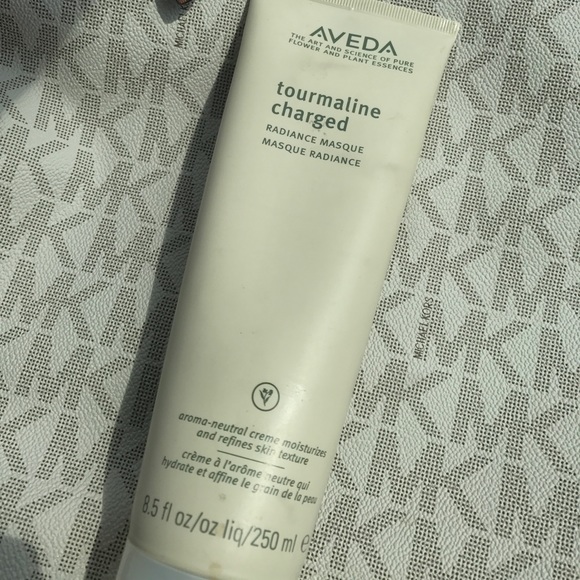 AVEDA
THE ART AND SCIENCE OF PURE
FLOWER AND PLANT ESSENCES
tourmaline
charged
RADIANCE MASQUE
MASQUE RADIANCE
aroma-neutral creme moisturizes
and refines skin texture
crème à l'arôme neutre qui
hydrate et affine le grain de la peau
8.5 fl oz/oz liq/250 ml e
MICHAEL KORS